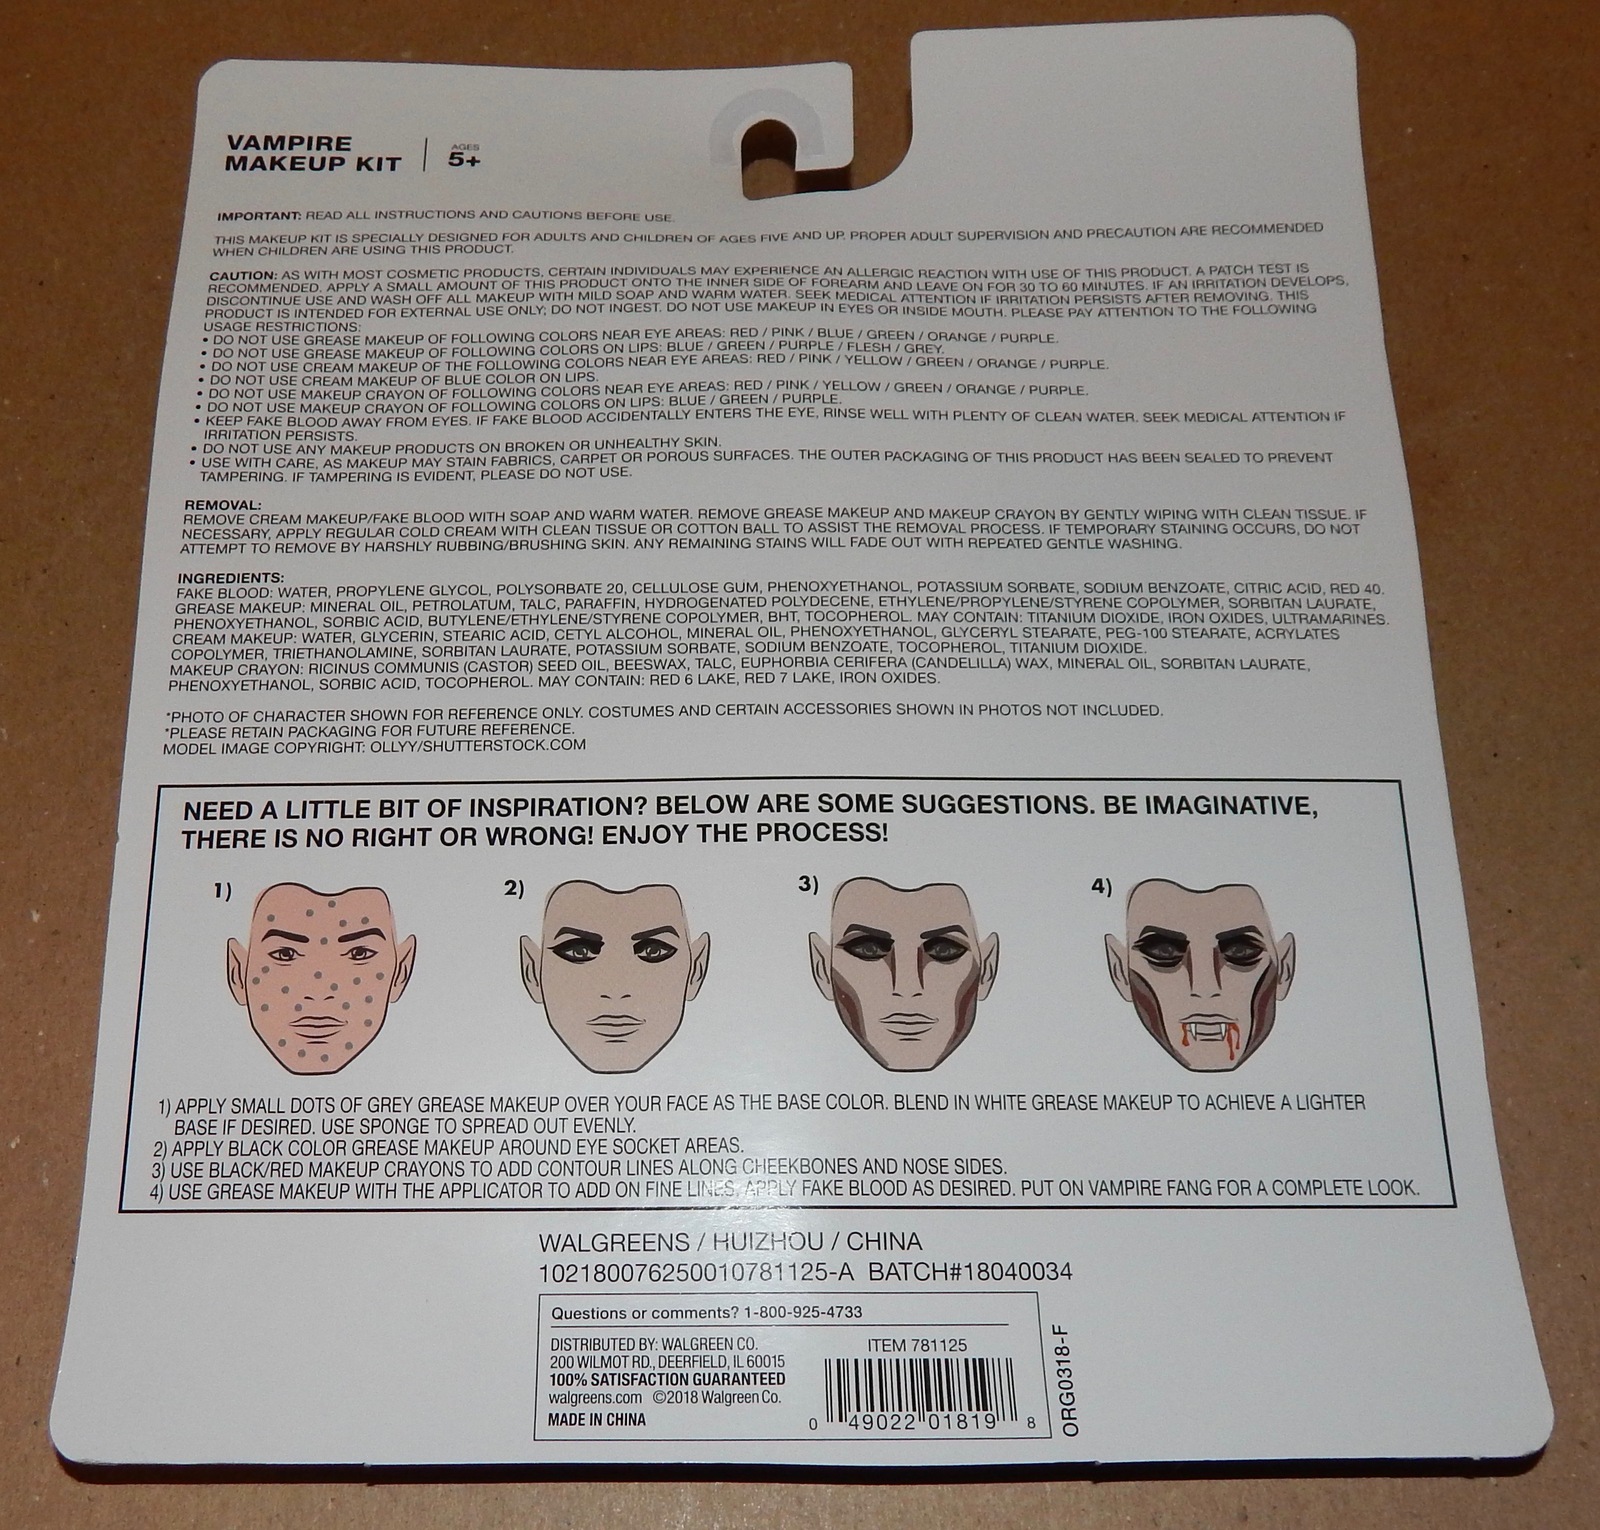 VAMPIRE
MAKEUP KIT
AGES
5+
IMPORTANT: READ ALL INSTRUCTIONS AND CAUTIONS BEFORE USE.
THIS MAKEUP KIT IS SPECIALLY DESIGNED FOR ADULTS AND CHILDREN OF AGES FIVE AND UP. PROPER ADULT SUPERVISION AND PRECAUTION ARE RECOMMENDED
WHEN CHILDREN ARE USING THIS PRODUCT.
CAUTION: AS WITH MOST COSMETIC PRODUCTS, CERTAIN INDIVIDUALS MAY EXPERIENCE AN ALLERGIC REACTION WITH USE OF THIS PRODUCT. A PATCH TEST IS
RECOMMENDED. APPLY A SMALL AMOUNT OF THIS PRODUCT ONTO THE INNER SIDE OF FOREARM AND LEAVE ON FOR 30 TO 60 MINUTES. IF AN IRRITATION DEVELOPS,
DISCONTINUE USE AND WASH OFF ALL MAKEUP WITH MILD SOAP AND WARM WATER. SEEK MEDICAL ATTENTION IF IRRITATION PERSISTS AFTER REMOVING. THIS
PRODUCT IS INTENDED FOR EXTERNAL USE ONLY; DO NOT INGEST. DO NOT USE MAKEUP IN EYES OR INSIDE MOUTH. PLEASE PAY ATTENTION TO THE FOLLOWING
USAGE RESTRICTIONS:
• DO NOT USE GREASE MAKEUP OF FOLLOWING COLORS NEAR EYE AREAS: RED / PINK / BLUE / GREEN / ORANGE / PURPLE.
• DO NOT USE GREASE MAKEUP OF FOLLOWING COLORS ON LIPS: BLUE / GREEN / PURPLE / FLESH / GREY.
• DO NOT USE CREAM MAKEUP OF THE FOLLOWING COLORS NEAR EYE AREAS: RED / PINK / YELLOW / GREEN / ORANGE / PURPLE.
• DO NOT USE CREAM MAKEUP OF BLUE COLOR ON LIPS.
• DO NOT USE MAKEUP CRAYON OF FOLLOWING COLORS NEAR EYE AREAS: RED / PINK / YELLOW / GREEN / ORANGE / PURPLE.
• DO NOT USE MAKEUP CRAYON OF FOLLOWING COLORS ON LIPS: BLUE / GREEN / PURPLE.
• KEEP FAKE BLOOD AWAY FROM EYES. IF FAKE BLOOD ACCIDENTALLY ENTERS THE EYE, RINSE WELL WITH PLENTY OF CLEAN WATER. SEEK MEDICAL ATTENTION IF
IRRITATION PERSISTS.
• DO NOT USE ANY MAKEUP PRODUCTS ON BROKEN OR UNHEALTHY SKIN.
• USE WITH CARE, AS MAKEUP MAY STAIN FABRICS, CARPET OR POROUS SURFACES. THE OUTER PACKAGING OF THIS PRODUCT HAS BEEN SEALED TO PREVENT
TAMPERING. IF TAMPERING IS EVIDENT, PLEASE DO NOT USE.
REMOVAL:
REMOVE CREAM MAKEUP/FAKE BLOOD WITH SOAP AND WARM WATER. REMOVE GREASE MAKEUP AND MAKEUP CRAYON BY GENTLY WIPING WITH CLEAN TISSUE. IF
NECESSARY, APPLY REGULAR COLD CREAM WITH CLEAN TISSUE OR COTTON BALL TO ASSIST THE REMOVAL PROCESS. IF TEMPORARY STAINING OCCURS, DO NOT
ATTEMPT TO REMOVE BY HARSHLY RUBBING/BRUSHING SKIN. ANY REMAINING STAINS WILL FADE OUT WITH REPEATED GENTLE WASHING.
INGREDIENTS:
FAKE BLOOD: WATER, PROPYLENE GLYCOL, POLYSORBATE 20, CELLULOSE GUM, PHENOXYETHANOL, POTASSIUM SORBATE, SODIUM BENZOATE, CITRIC ACID, RED 40.
GREASE MAKEUP: MINERAL OIL, PETROLATUM, TALC, PARAFFIN, HYDROGENATED POLYDECENE, ETHYLENE/PROPYLENE/STYRENE COPOLYMER, SORBITAN LAURATE,
PHENOXYETHANOL, SORBIC ACID, BUTYLENE/ETHYLENE/STYRENE COPOLYMER, BHT, TOCOPHEROL. MAY CONTAIN: TITANIUM DIOXIDE, IRON OXIDES, ULTRAMARINES.
CREAM MAKEUP: WATER, GLYCERIN, STEARIC ACID, CETYL ALCOHOL, MINERAL OIL, PHENOXYETHANOL, GLYCERYL STEARATE, PEG-100 STEARATE, ACRYLATES
COPOLYMER, TRIETHANOLAMINE, SORBITAN LAURATE, POTASSIUM SORBATE, SODIUM BENZOATE, TOCOPHEROL, TITANIUM DIOXIDE.
MAKEUP CRAYON: RICINUS COMMUNIS (CASTOR) SEED OIL, BEESWAX, TALC, EUPHORBIA CERIFERA (CANDELILLA) WAX, MINERAL OIL, SORBITAN LAURATE,
PHENOXYETHANOL, SORBIC ACID, TOCOPHEROL. MAY CONTAIN: RED 6 LAKE, RED 7 LAKE, IRON OXIDES.
*PHOTO OF CHARACTER SHOWN FOR REFERENCE ONLY. COSTUMES AND CERTAIN ACCESSORIES SHOWN IN PHOTOS NOT INCLUDED.
*PLEASE RETAIN PACKAGING FOR FUTURE REFERENCE.
MODEL IMAGE COPYRIGHT: OLLYY/SHUTTERSTOCK.COM
NEED A LITTLE BIT OF INSPIRATION? BELOW ARE SOME SUGGESTIONS. BE IMAGINATIVE,
THERE IS NO RIGHT OR WRONG! ENJOY THE PROCESS!
1)
2)
3)
4)
1) APPLY SMALL DOTS OF GREY GREASE MAKEUP OVER YOUR FACE AS THE BASE COLOR. BLEND IN WHITE GREASE MAKEUP TO ACHIEVE A LIGHTER
BASE IF DESIRED. USE SPONGE TO SPREAD OUT EVENLY.
2) APPLY BLACK COLOR GREASE MAKEUP AROUND EYE SOCKET AREAS.
3) USE BLACK/RED MAKEUP CRAYONS TO ADD CONTOUR LINES ALONG CHEEKBONES AND NOSE SIDES.
4) USE GREASE MAKEUP WITH THE APPLICATOR TO ADD ON FINE LINES, APPLY FAKE BLOOD AS DESIRED. PUT ON VAMPIRE FANG FOR A COMPLETE LOOK.
WALGREENS / HUIZHOU / CHINA
102180076250010781125-A BATCH#18040034
Questions or comments? 1-800-925-4733
DISTRIBUTED BY: WALGREEN CO.
200 WILMOT RD., DEERFIELD, IL 60015
100% SATISFACTION GUARANTEED
walgreens.com ©2018 Walgreen Co.
MADE IN CHINA
ITEM 781125
0 49022 01819 8
ORG0318-F